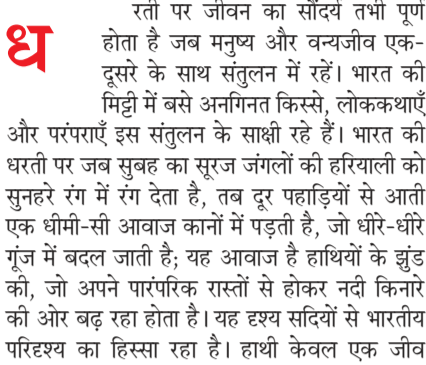 धरती पर जीवन का सौंदर्य तभी पूर्ण
होता है जब मनुष्य और वन्यजीव एक-
दूसरे के साथ संतुलन में रहें। भारत की
मिट्टी में बसे अनगिनत किस्से, लोककथाएँ
और परंपराएँ इस संतुलन के साक्षी रहे हैं। भारत की
धरती पर जब सुबह का सूरज जंगलों की हरियाली को
सुनहरे रंग में रंग देता है, तब दूर पहाड़ियों से आती
एक धीमी-सी आवाज कानों में पड़ती है, जो धीरे-धीरे
गूंज में बदल जाती है; यह आवाज है हाथियों के झुंड
की, जो अपने पारंपरिक रास्तों से होकर नदी किनारे
की ओर बढ़ रहा होता है। यह दृश्य सदियों से भारतीय
परिदृश्य का हिस्सा रहा है। हाथी केवल एक जीव